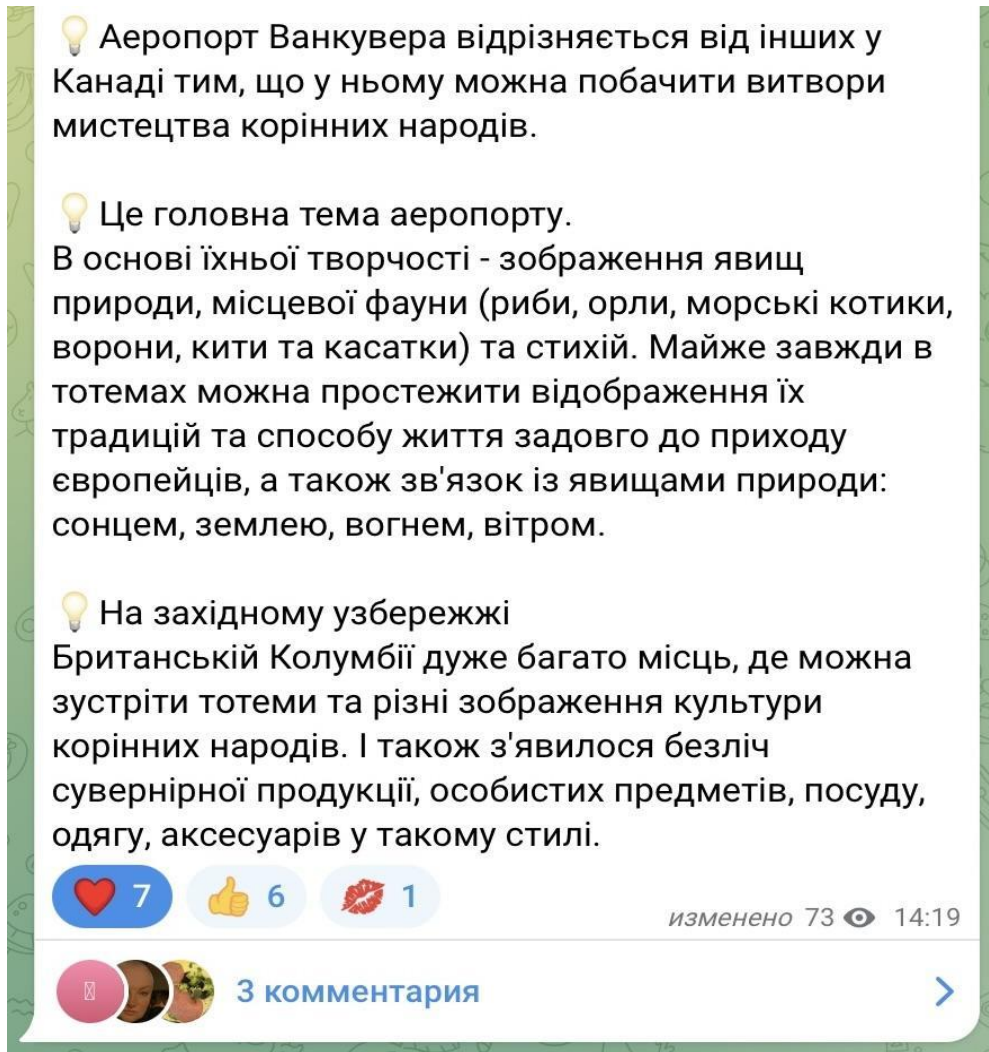 💡 Аеропорт Ванкувера відрізняється від інших у
Канаді тим, що у ньому можна побачити витвори
мистецтва корінних народів.
💡 Це головна тема аеропорту.
В основі їхньої творчості - зображення явищ
природи, місцевої фауни (риби, орли, морські котики,
ворони, кити та касатки) та стихій. Майже завжди в
тотемах можна простежити відображення їх
традицій та способу життя задовго до приходу
європейців, а також зв'язок із явищами природи:
сонцем, землею, вогнем, вітром.
💡 На західному узбережжі
Британській Колумбії дуже багато місць, де можна
зустріти тотеми та різні зображення культури
корінних народів. І також з'явилося безліч
сувернірної продукції, особистих предметів, посуду,
одягу, аксесуарів у такому стилі.
❤️ 7 👍 6 💋 1
изменено 73 14:19
3 комментария